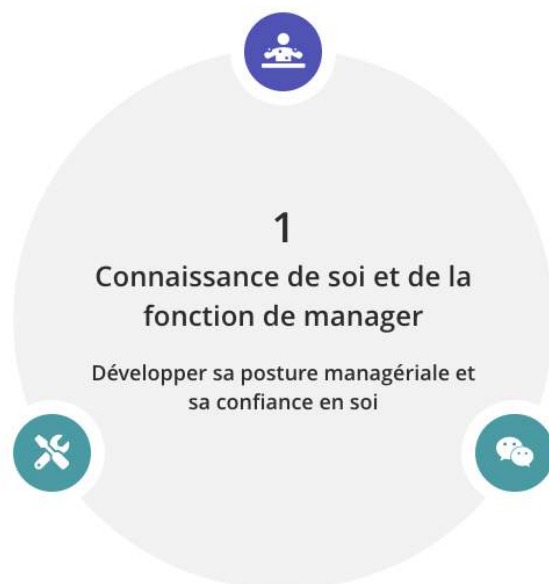 1
Connaissance de soi et de la
fonction de manager
Développer sa posture managériale et
sa confiance en soi